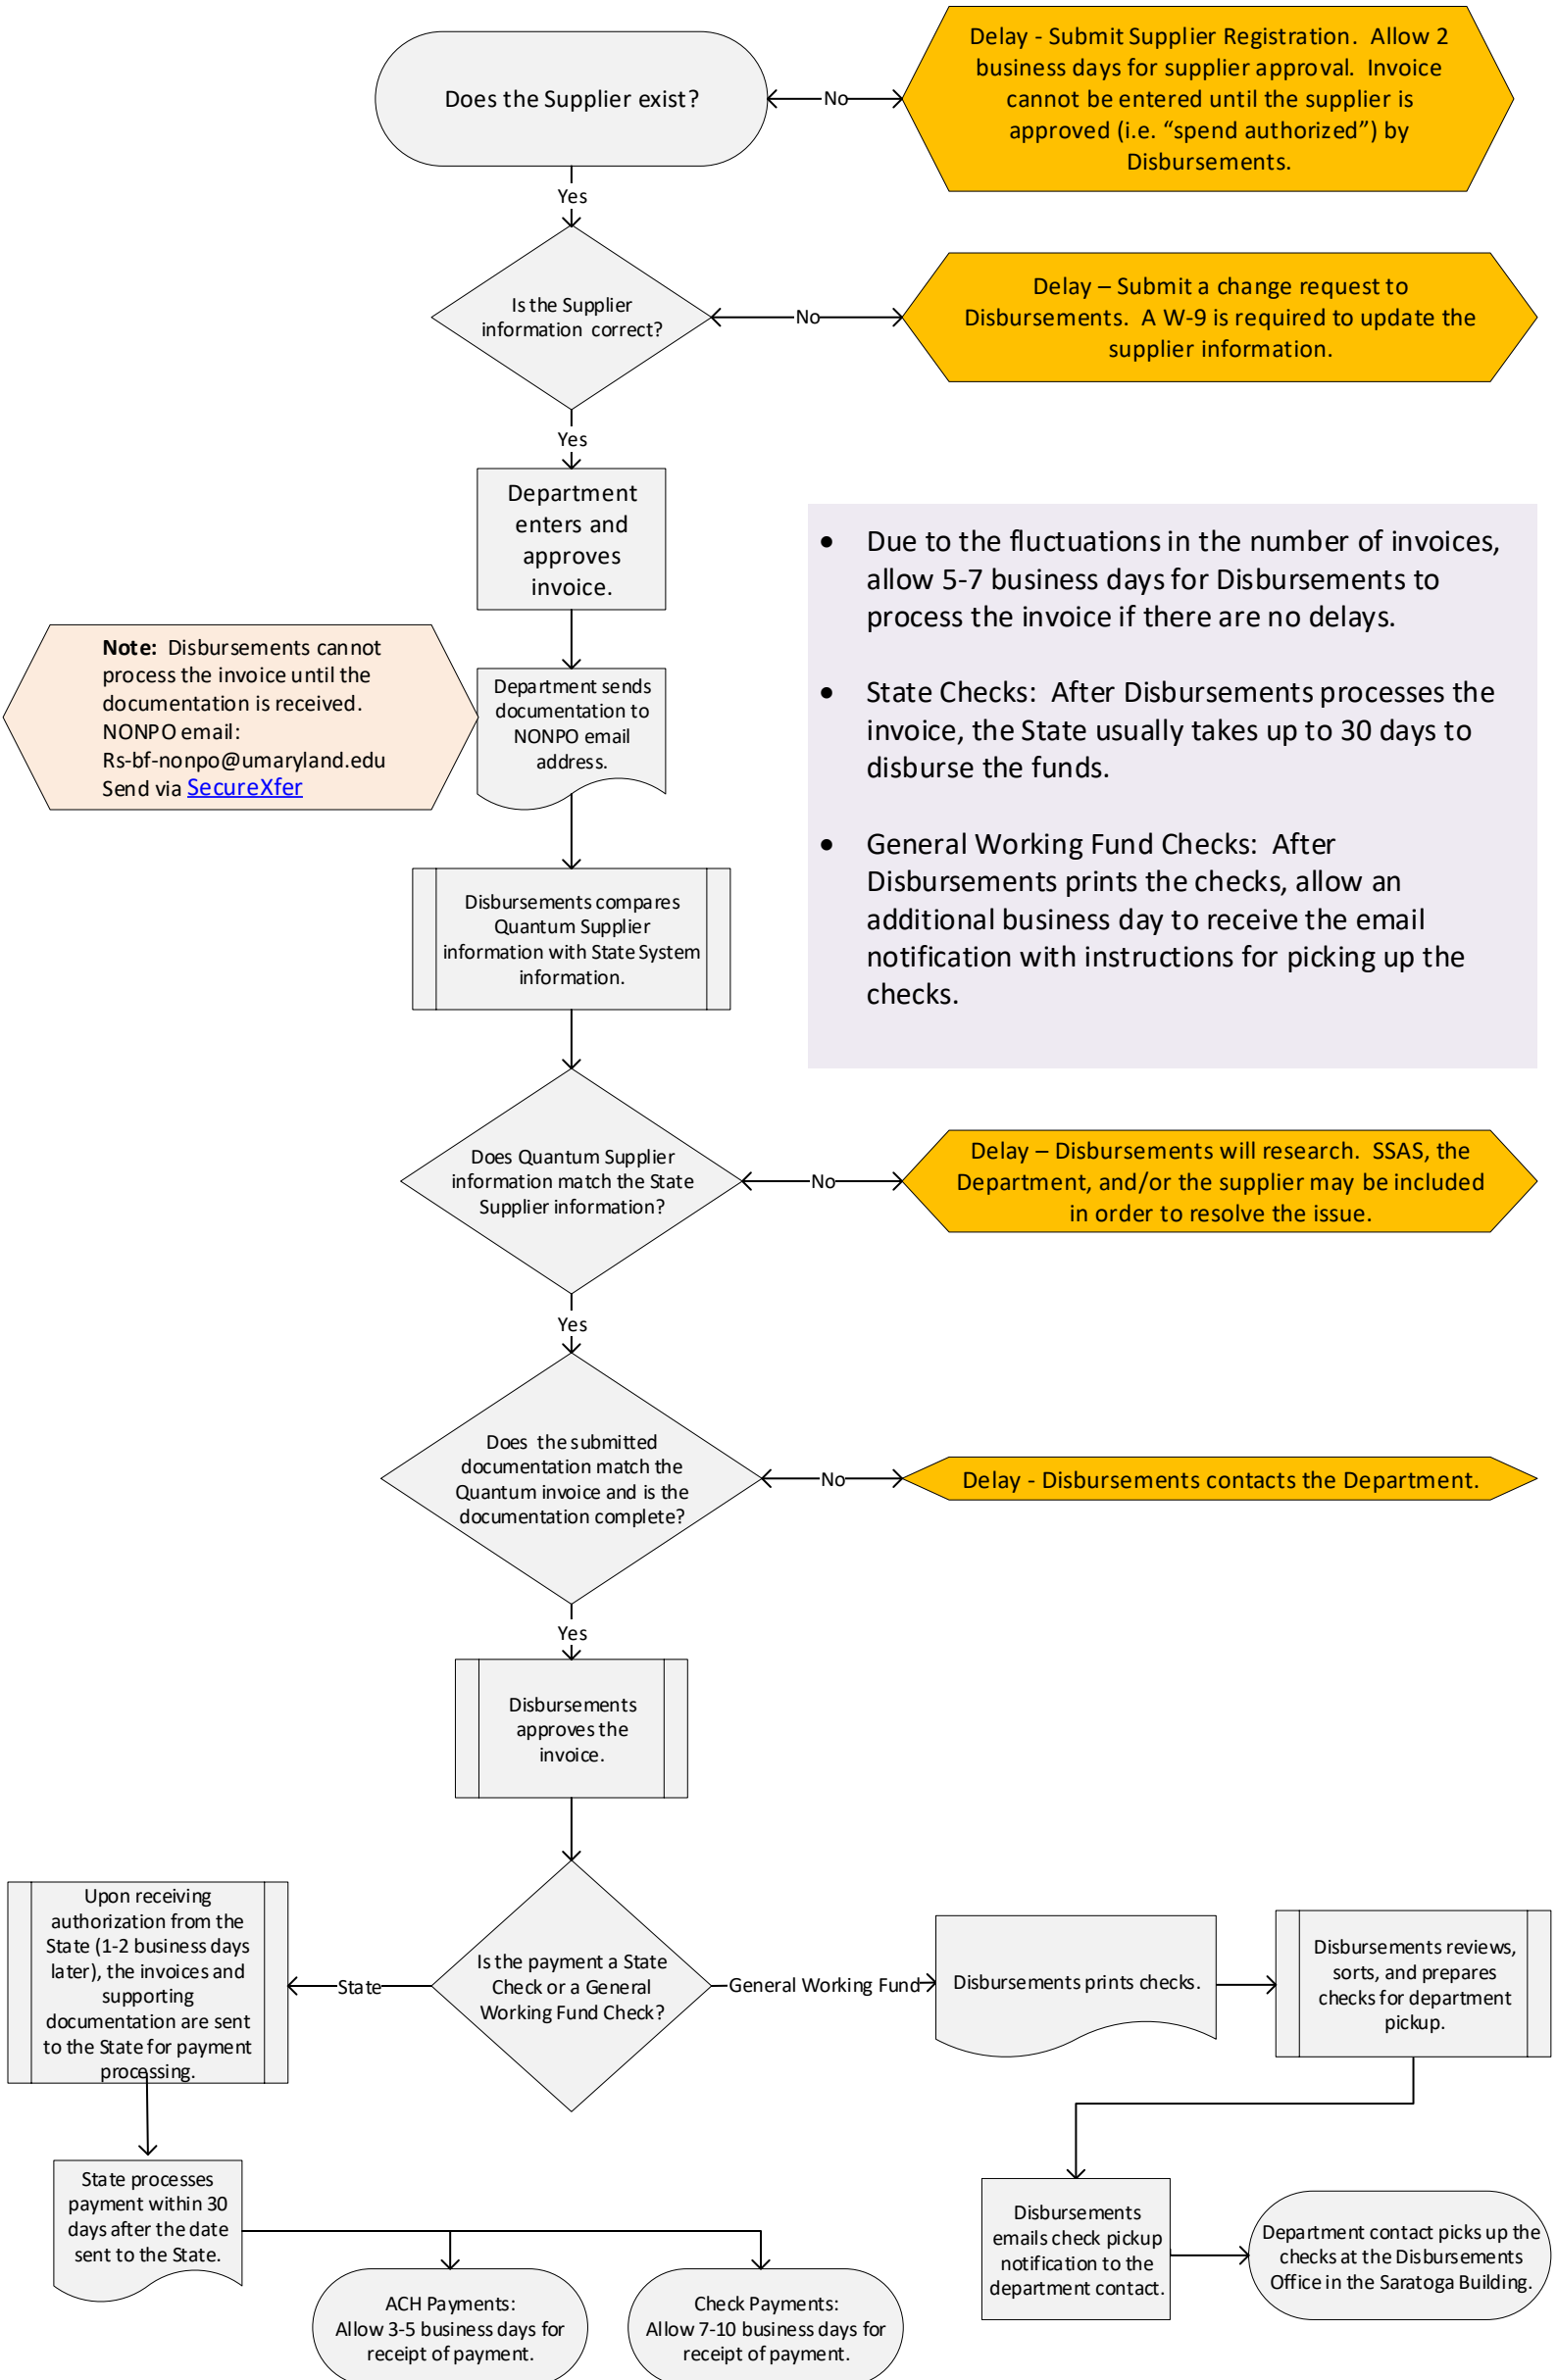 Does the Supplier exist?
No
Delay - Submit Supplier Registration.  Allow 2
business days for supplier approval.  Invoice
cannot be entered until the supplier is
approved (i.e. “spend authorized”) by
Disbursements.
Yes
Is the Supplier
information correct?
No
Delay – Submit a change request to
Disbursements.  A W-9 is required to update the
supplier information.
Yes
Department
enters and
approves
invoice.
• Due to the fluctuations in the number of invoices,
allow 5-7 business days for Disbursements to
process the invoice if there are no delays.
• State Checks:  After Disbursements processes the
invoice, the State usually takes up to 30 days to
disburse the funds.
• General Working Fund Checks:  After
Disbursements prints the checks, allow an
additional business day to receive the email
notification with instructions for picking up the
checks.
Note:  Disbursements cannot
process the invoice until the
documentation is received.
NONPO email:
Rs-bf-nonpo@umaryland.edu
Send via SecureXfer
Department sends
documentation to
NONPO email
address.
Disbursements compares
Quantum Supplier
information with State System
information.
Does Quantum Supplier
information match the State
Supplier information?
No
Delay – Disbursements will research.  SSAS, the
Department, and/or the supplier may be included
in order to resolve the issue.
Yes
Does the submitted
documentation match the
Quantum invoice and is the
documentation complete?
No
Delay - Disbursements contacts the Department.
Yes
Disbursements
approves the
invoice.
Is the payment a State
Check or a General
Working Fund Check?
State
Upon receiving
authorization from the
State (1-2 business days
later), the invoices and
supporting
documentation are sent
to the State for payment
processing.
General Working Fund
Disbursements prints checks.
Disbursements reviews,
sorts, and prepares
checks for department
pickup.
State processes
payment within 30
days after the date
sent to the State.
ACH Payments:
Allow 3-5 business days for
receipt of payment.
Check Payments:
Allow 7-10 business days for
receipt of payment.
Disbursements
emails check pickup
notification to the
department contact.
Department contact picks up the
checks at the Disbursements
Office in the Saratoga Building.